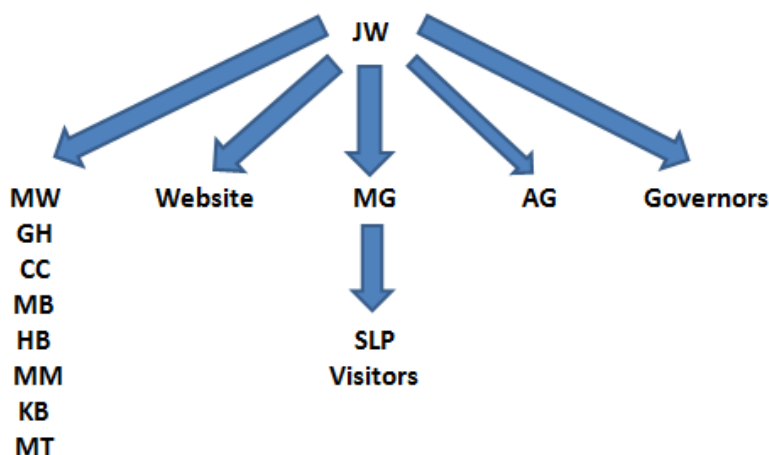 JW
MW Website MG AG Governors
GH
CC
MB
HB SLP
MM Visitors
KB
MT